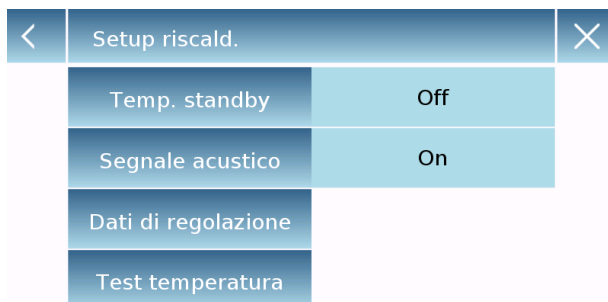 Setup riscald.
Temp. standby Off
Segnale acustico On
Dati di regolazione
Test temperatura